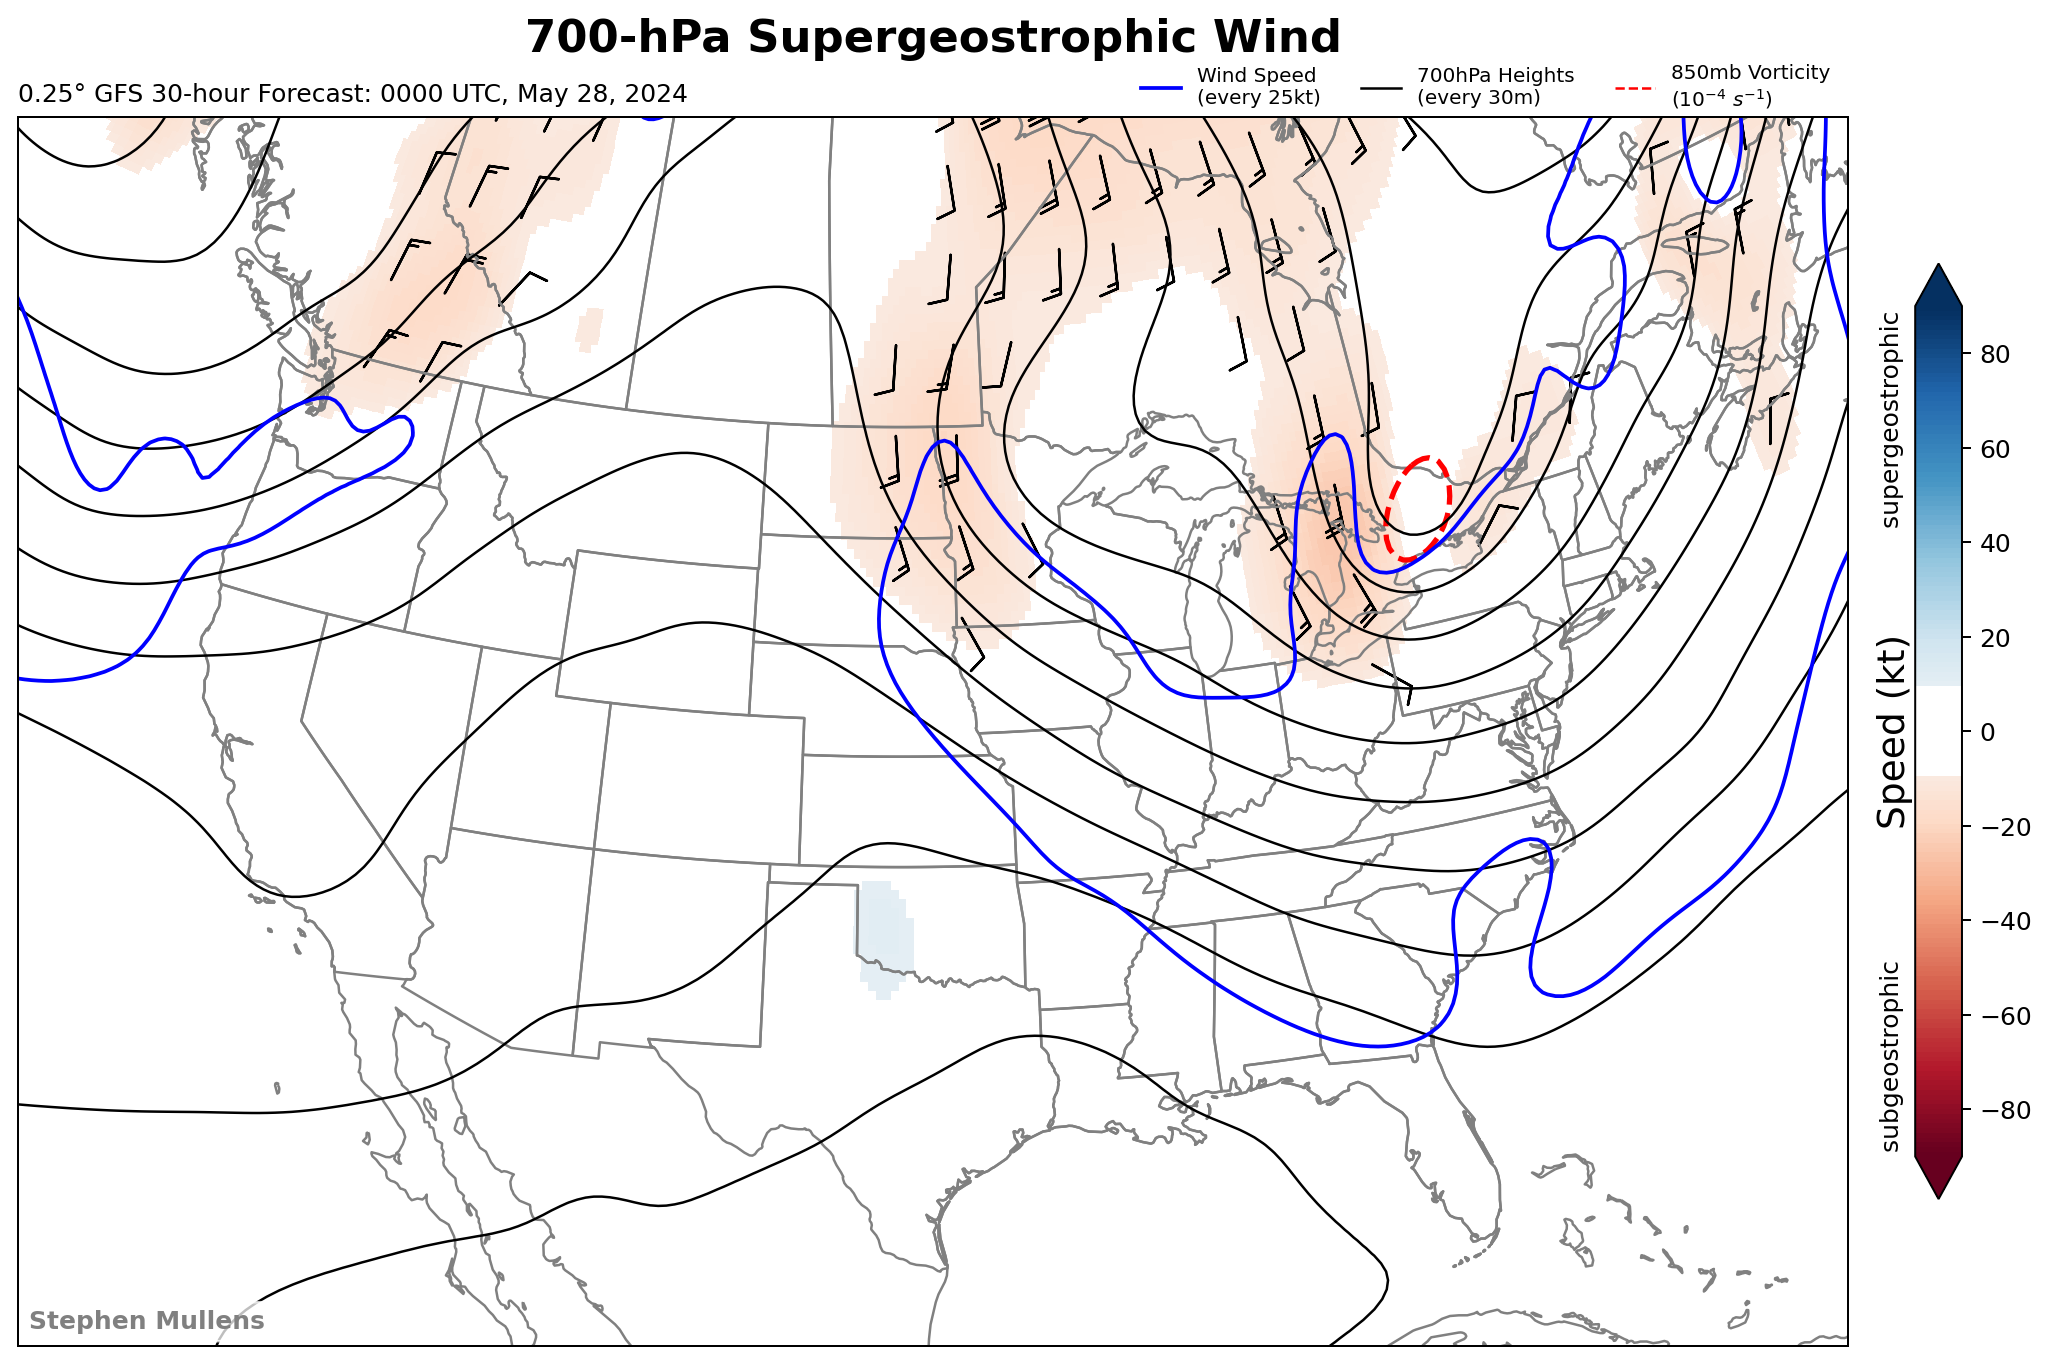 700-hPa Supergeostrophic Wind
0.25° GFS 30-hour Forecast: 0000 UTC, May 28, 2024
Wind Speed
(every 25kt)
700hPa Heights
(every 30m)
850mb Vorticity
(10⁻⁴ s⁻¹)
supergeostrophic
Speed (kt)
subgeostrophic
80
60
40
20
0
−20
−40
−60
−80
Stephen Mullens